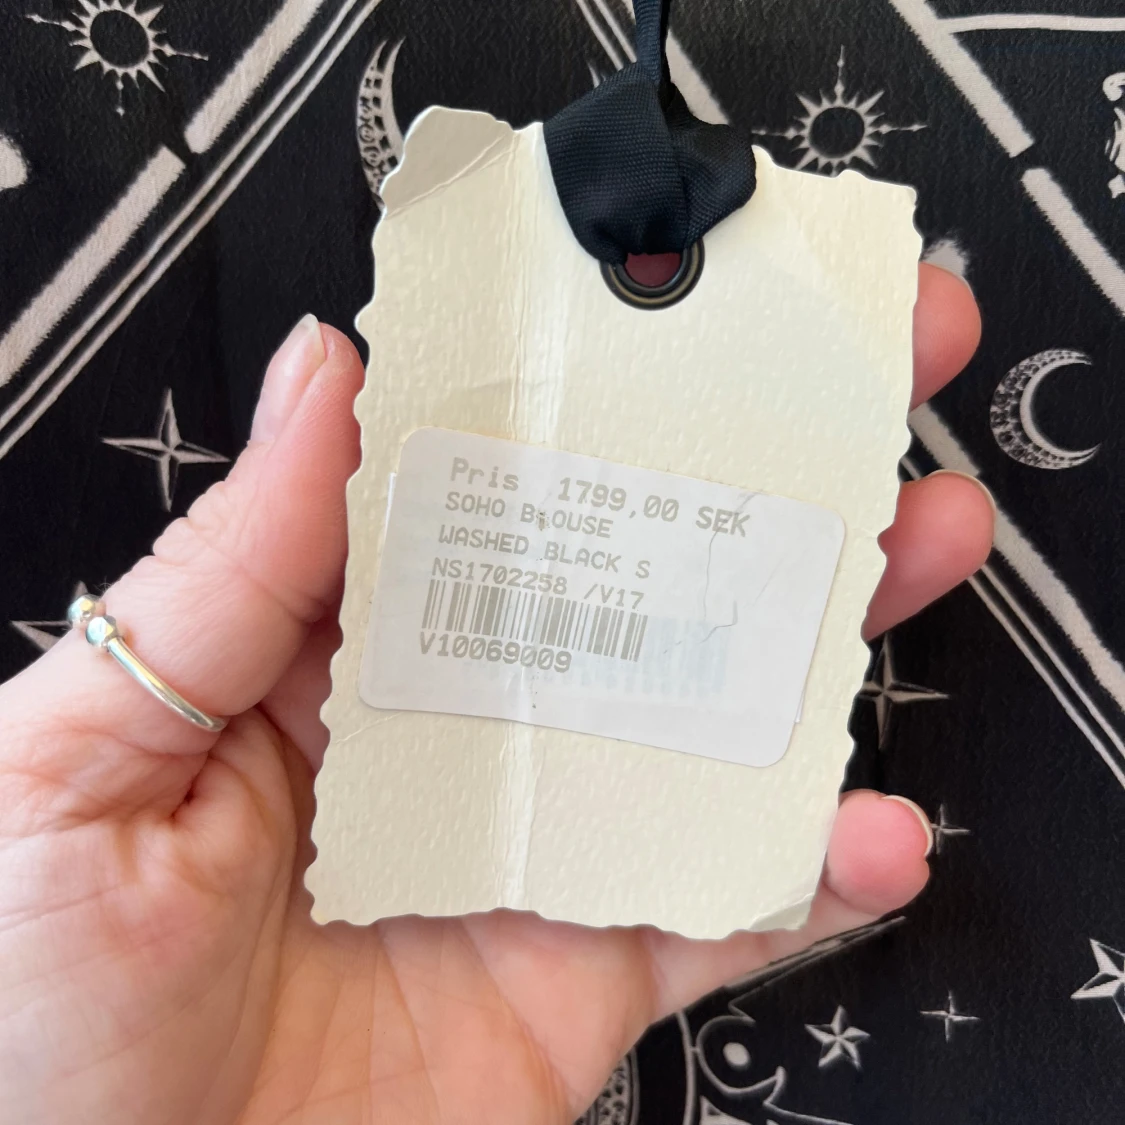 Pris 1799,00 SEK
SOHO BLOUSE
WASHED BLACK S
NS1702258 /V17
V10069009